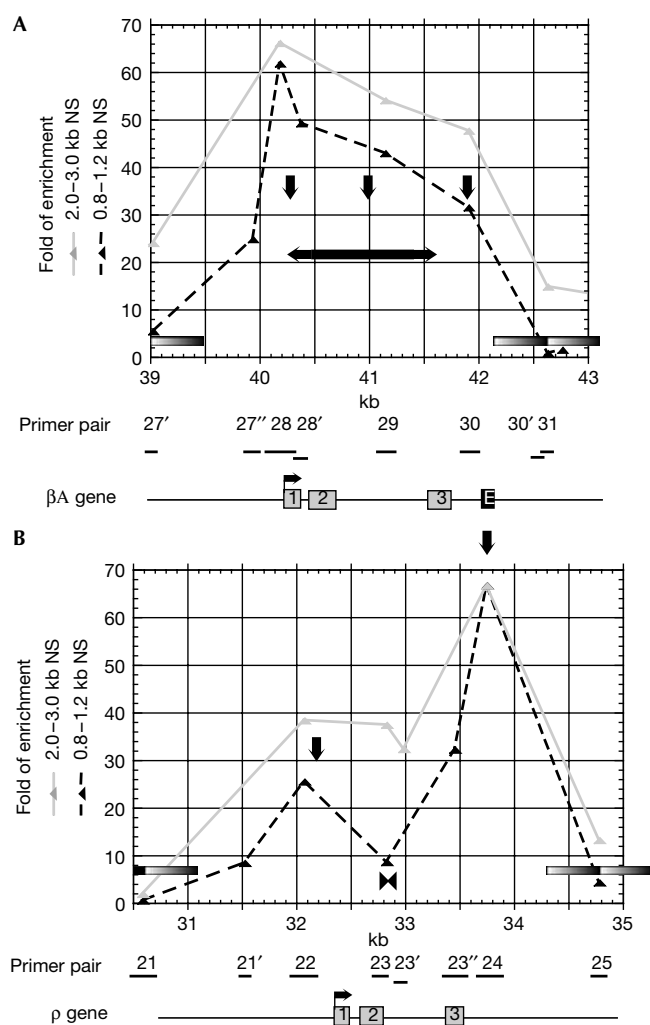 A
Fold of enrichment
2.0–3.0 kb NS
0.8–1.2 kb NS
70
60
50
40
30
20
10
0
39 40 41 42 43
kb
Primer pair 27′ 27″ 28 28′ 29 30 30′ 31
βA gene 1 2 3 E
B
Fold of enrichment
2.0–3.0 kb NS
0.8–1.2 kb NS
70
60
50
40
30
20
10
0
31 32 33 34 35
kb
Primer pair 21 21′ 22 23 23′ 23″ 24 25
ρ gene 1 2 3